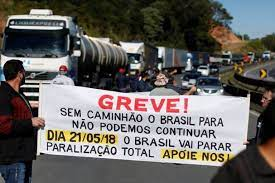 GREVE!
SEM CAMINHÃO O BRASIL PARA
NÃO PODEMOS CONTINUAR
DIA 21/05/18 O BRASIL VAI PARAR
PARALIZAÇÃO TOTAL APOIE NOS!